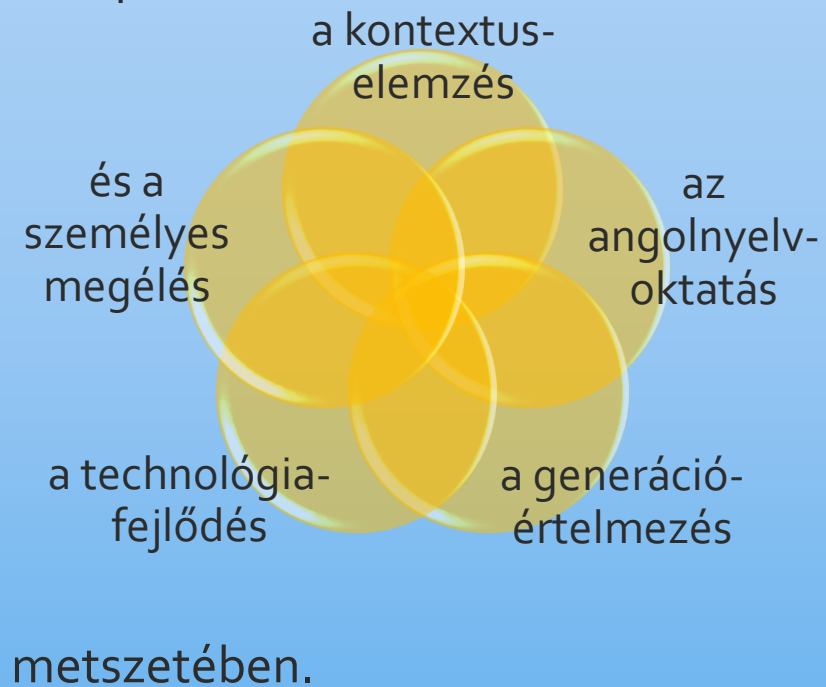 a kontextus-
elemzés
az
angolnyelv-
oktatás
a generáció-
értelmezés
a technológia-
fejlődés
és a
személyes
megélés
metszetében.